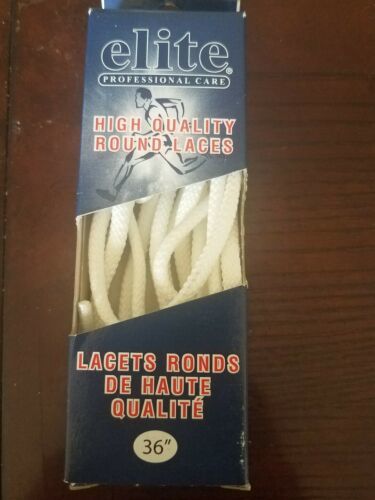 elite®
PROFESSIONAL CARE
HIGH QUALITY
ROUND LACES
LACETS RONDS
DE HAUTE
QUALITÉ
36"